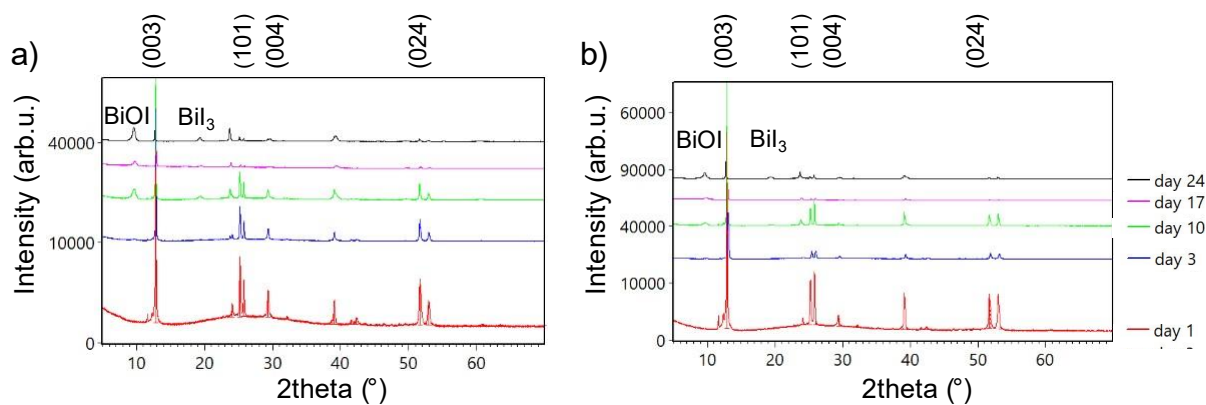 a)
(003)
(101)
(004)
(024)
BiOI
BiI₃
Intensity (arb.u.)
40000
10000
0
10
20
30
40
50
60
2theta (°)
b)
(003)
(101)
(004)
(024)
BiOI
BiI₃
Intensity (arb.u.)
60000
90000
40000
10000
0
10
20
30
40
50
60
2theta (°)
day 24
day 17
day 10
day 3
day 1